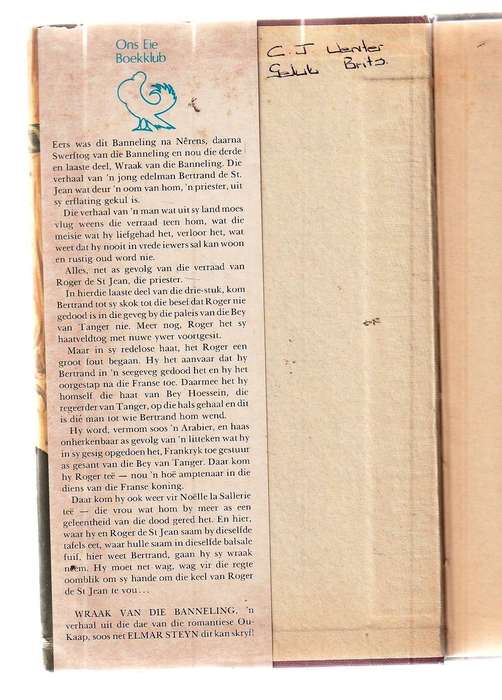 Ons Eie
Boekklub
C. J Venter
Brits.
Eers was dit Banneling na Nêrens, daarna
Swerftog van die Banneling en nou die derde
en laaste deel, Wraak van die Banneling. Die
verhaal van 'n jong edelman Bertrand de St.
Jean wat deur 'n oom van hom, 'n priester, uit
sy erflating gekul is.
Die verhaal van 'n man wat uit sy land moes
vlug weens die verraad teen hom, wat die
meisie wat hy liefgehad het, verloor het, wat
weet dat hy nooit in vrede iewers sal kan woon
en rustig oud word nie.
Alles, net as gevolg van die verraad van
Roger de St Jean, die priester.
In hierdie laaste deel van die drie-stuk, kom
Bertrand tot sy skok tot die besef dat Roger nie
gedood is in die geveg by die paleis van die Bey
van Tanger nie. Meer nog, Roger het sy
haatveldtog met nuwe ywer voortgesit.
Maar in sy redelose haat, het Roger een
groot fout begaan. Hy het aanvaar dat hy
Bertrand in 'n seegeveg gedood het en hy het
oorgestap na die Franse toe. Daarmee het hy
homself die haat van Bey Hoessein, die
regeerder van Tanger, op die hals gehaal en dit
is dié man tot wie Bertrand hom wend.
Hy word, vermom soos 'n Arabier, en haas
onherkenbaar as gevolg van 'n litteken wat hy
in sy gesig opgedoen het, Frankryk toe gestuur
as gesant van die Bey van Tanger. Daar kom
hy Roger teë — nou 'n hoë amptenaar in die
diens van die Franse koning.
Daar kom hy ook weer vir Noëlle la Sallerie
teë — die vrou wat hom by meer as een
geleentheid van die dood gered het. En hier,
waar hy en Roger de St Jean saam by dieselfde
tafels eet, waar hulle saam in dieselfde balsale
fuif, hier weet Bertrand, gaan hy sy wraak
neem. Hy moet net wag, wag vir die regte
oomblik om sy hande om die keel van Roger
de St Jean te vou...
WRAAK VAN DIE BANNELING, 'n
verhaal uit die dae van die romantiese Ou-
Kaap, soos net ELMAR STEYN dit kan skryf!